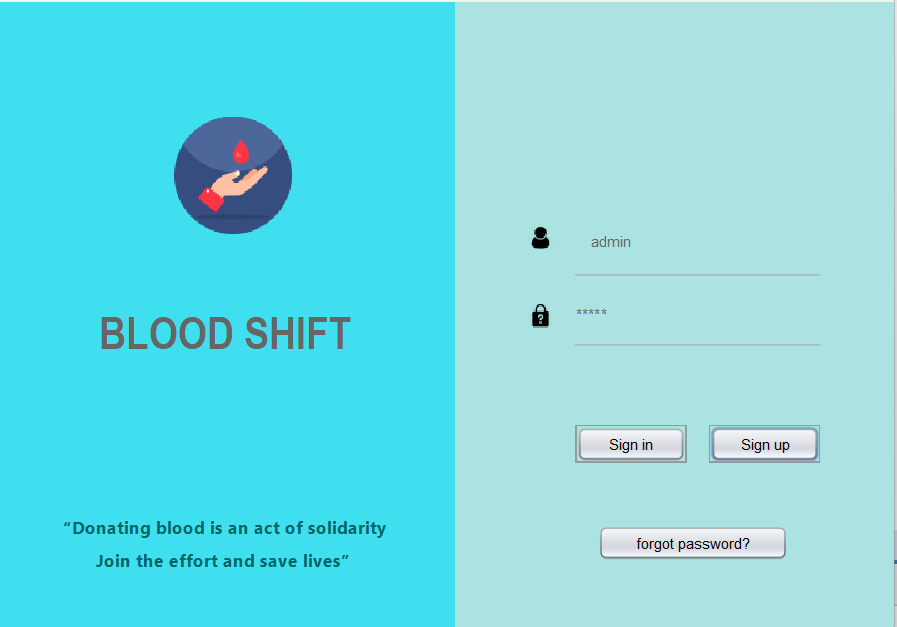 BLOOD SHIFT
“Donating blood is an act of solidarity
Join the effort and save lives”
admin
*****
Sign in
Sign up
forgot password?